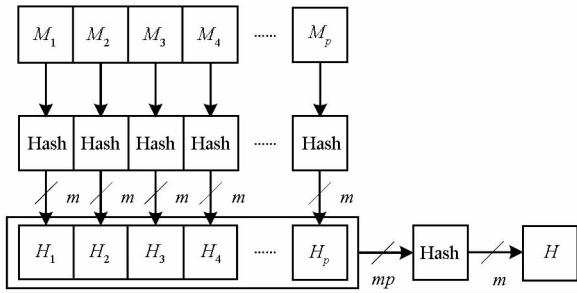 M₁ M₂ M₃ M₄ ...... Mₚ
Hash Hash Hash Hash ...... Hash
m m m m m
H₁ H₂ H₃ H₄ ...... Hₚ Hash H
mp m